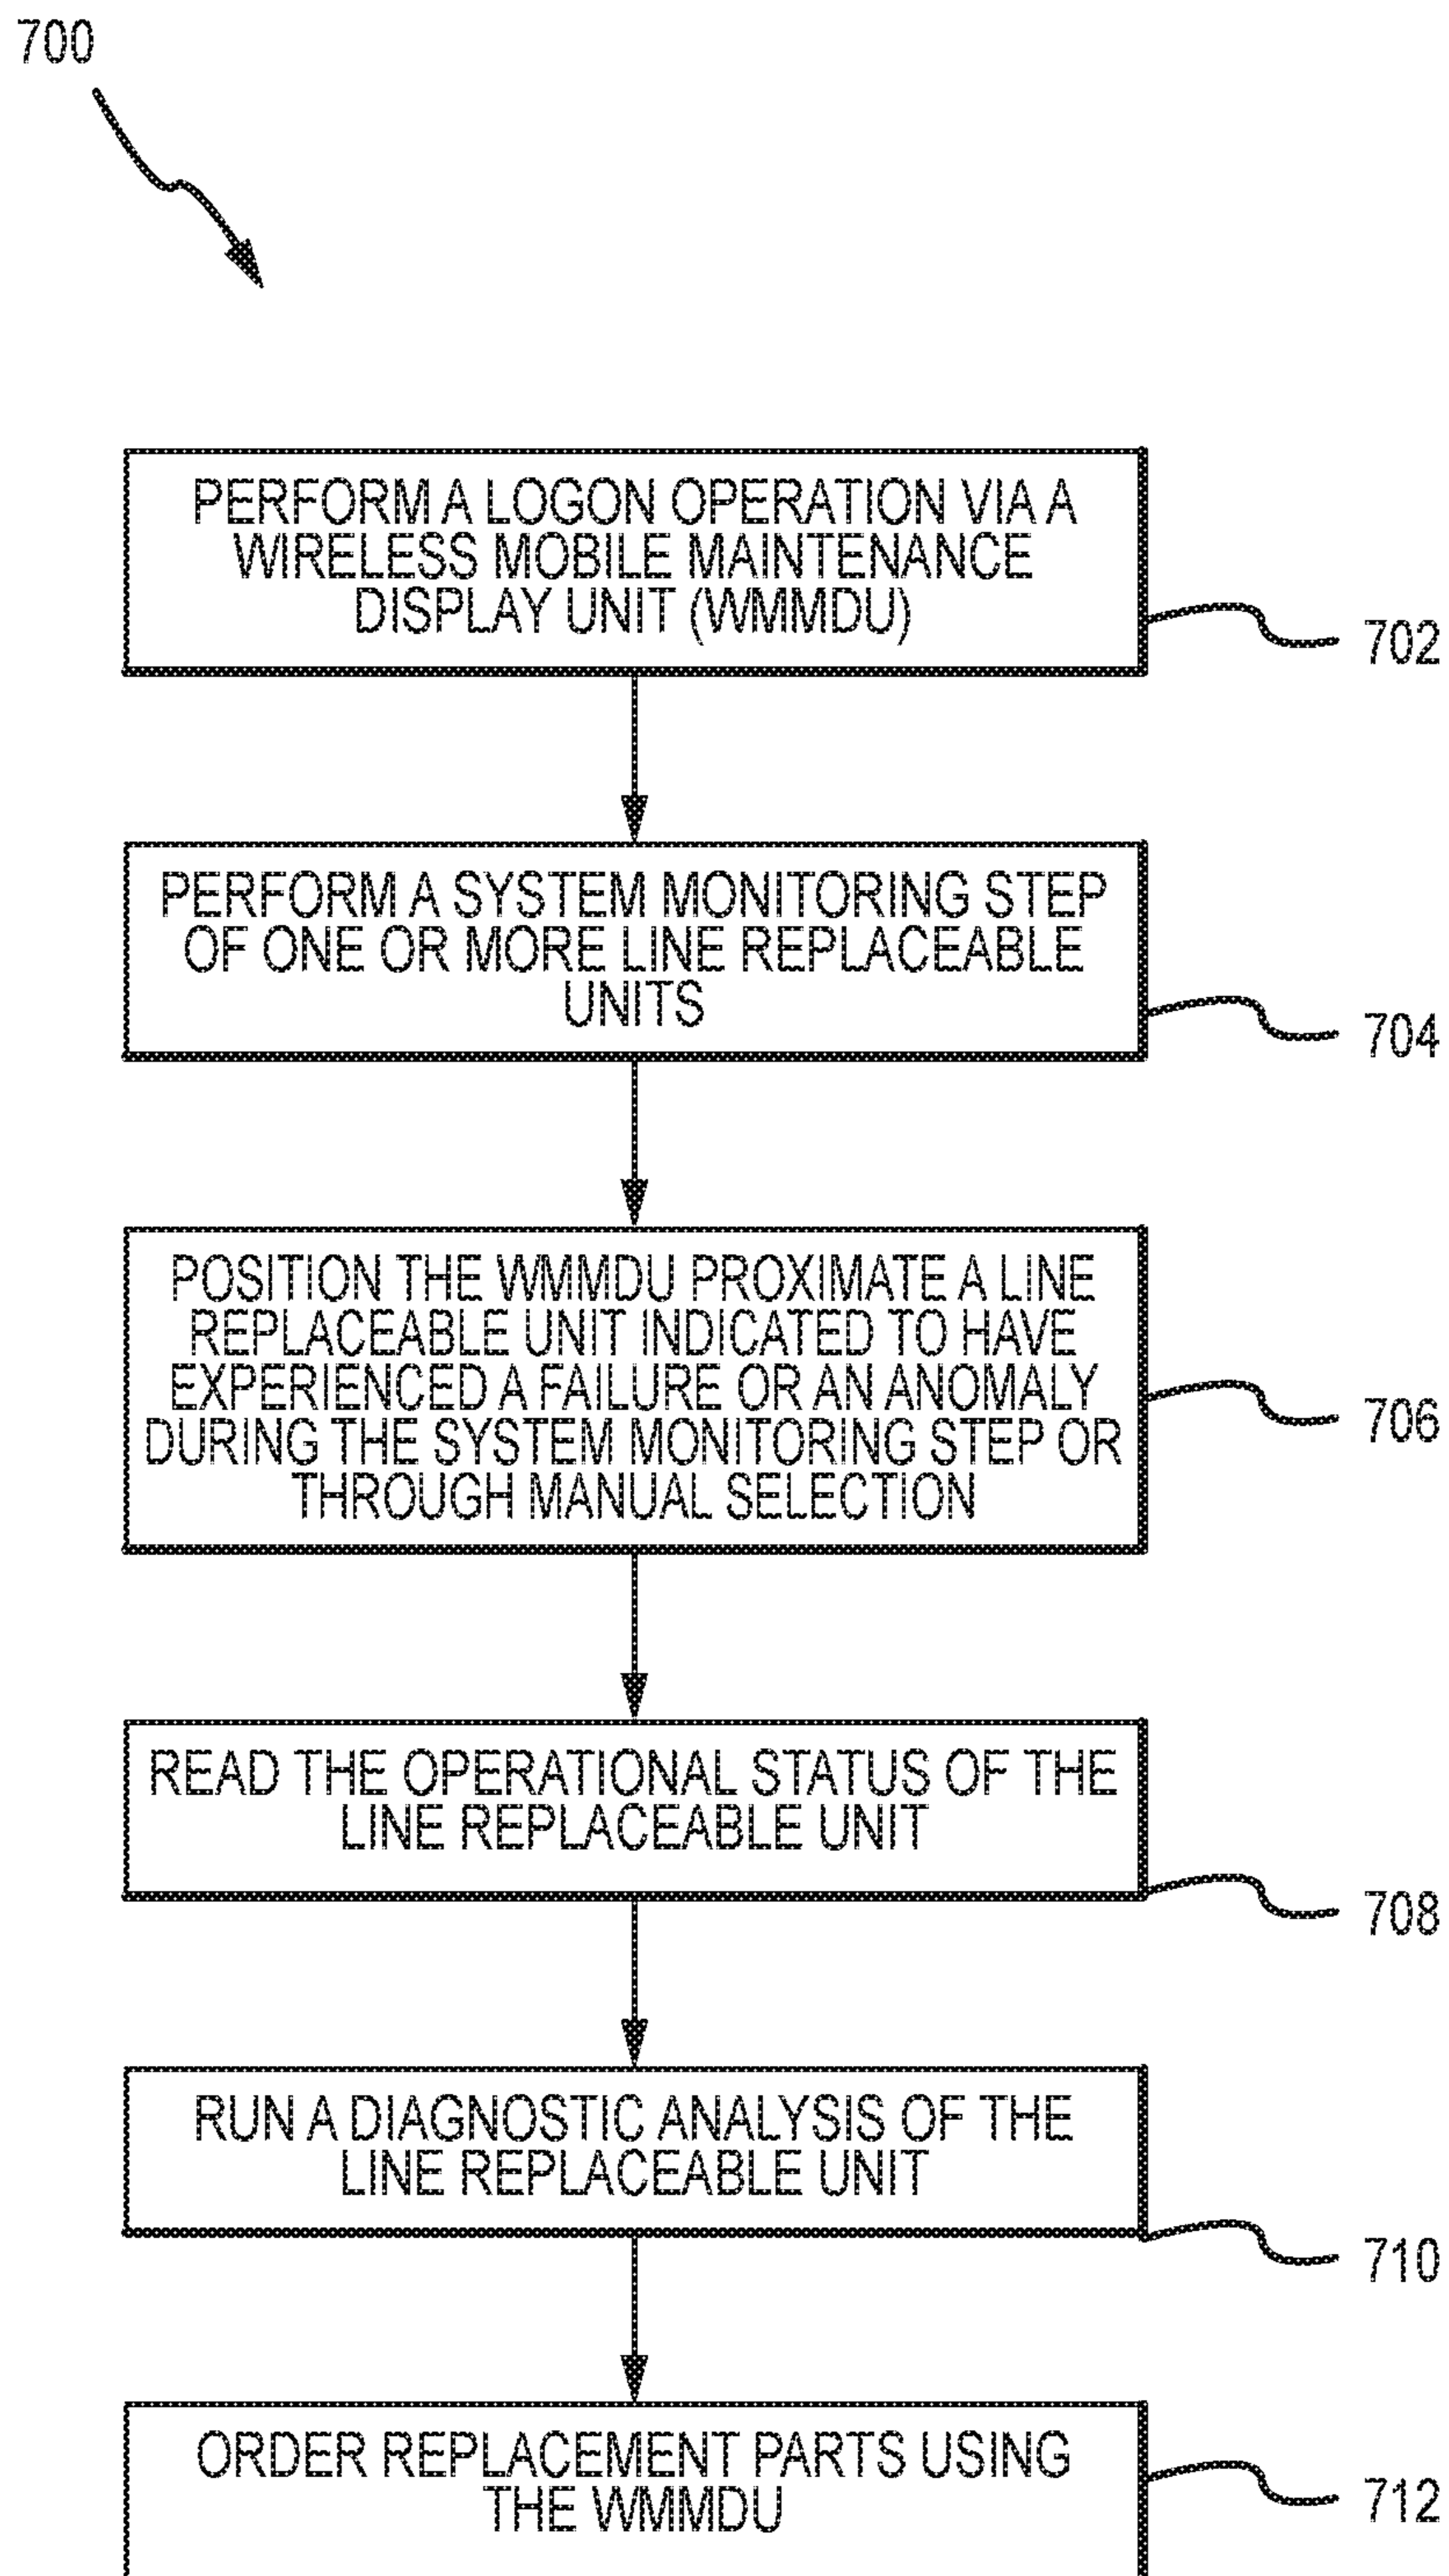 700
PERFORM A LOGON OPERATION VIA A
WIRELESS MOBILE MAINTENANCE
DISPLAY UNIT (WMMDU)
702
PERFORM A SYSTEM MONITORING STEP
OF ONE OR MORE LINE REPLACEABLE
UNITS
704
POSITION THE WMMDU PROXIMATE A LINE
REPLACEABLE UNIT INDICATED TO HAVE
EXPERIENCED A FAILURE OR AN ANOMALY
DURING THE SYSTEM MONITORING STEP OR
THROUGH MANUAL SELECTION
706
READ THE OPERATIONAL STATUS OF THE
LINE REPLACEABLE UNIT
708
RUN A DIAGNOSTIC ANALYSIS OF THE
LINE REPLACEABLE UNIT
710
ORDER REPLACEMENT PARTS USING
THE WMMDU
712